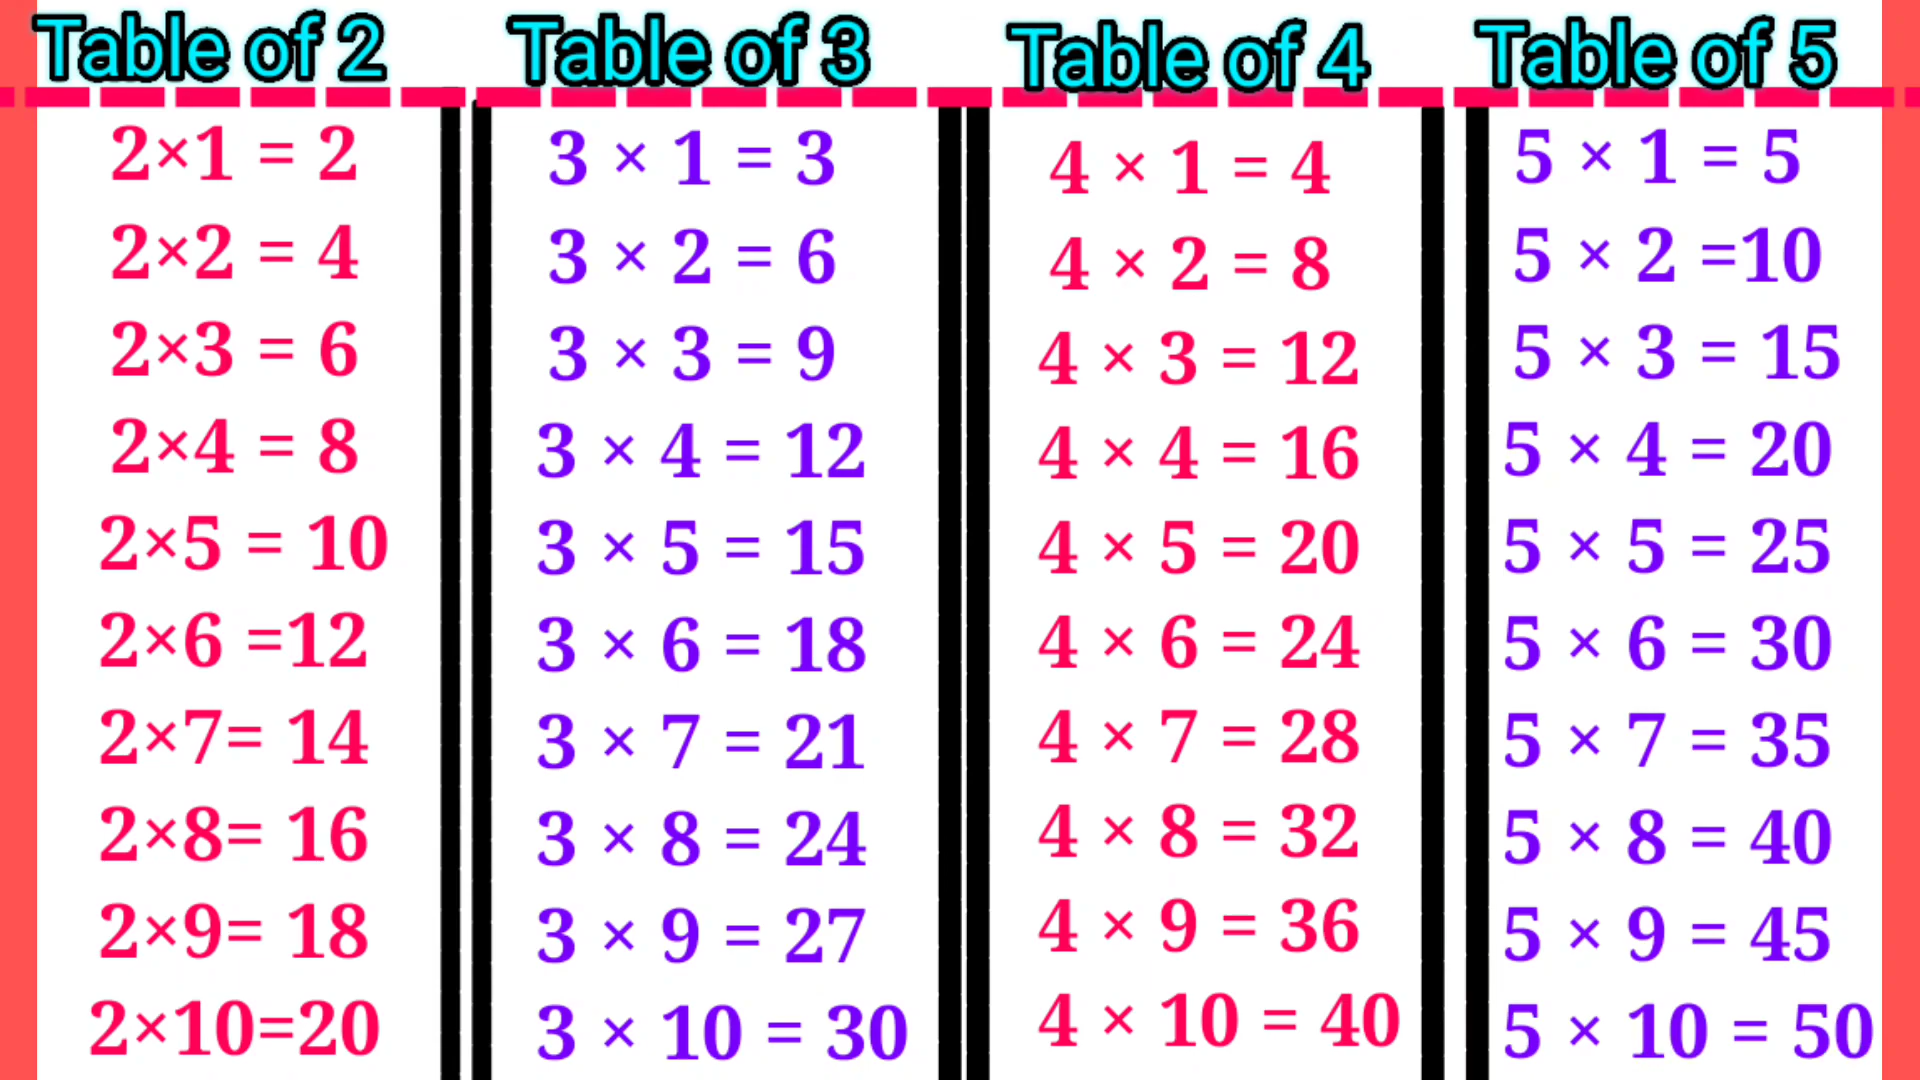 Table of 2
2×1 = 2
2×2 = 4
2×3 = 6
2×4 = 8
2×5 = 10
2×6 =12
2×7= 14
2×8= 16
2×9= 18
2×10=20
Table of 3
3 × 1 = 3
3 × 2 = 6
3 × 3 = 9
3 × 4 = 12
3 × 5 = 15
3 × 6 = 18
3 × 7 = 21
3 × 8 = 24
3 × 9 = 27
3 × 10 = 30
Table of 4
4 × 1 = 4
4 × 2 = 8
4 × 3 = 12
4 × 4 = 16
4 × 5 = 20
4 × 6 = 24
4 × 7 = 28
4 × 8 = 32
4 × 9 = 36
4 × 10 = 40
Table of 5
5 × 1 = 5
5 × 2 =10
5 × 3 = 15
5 × 4 = 20
5 × 5 = 25
5 × 6 = 30
5 × 7 = 35
5 × 8 = 40
5 × 9 = 45
5 × 10 = 50